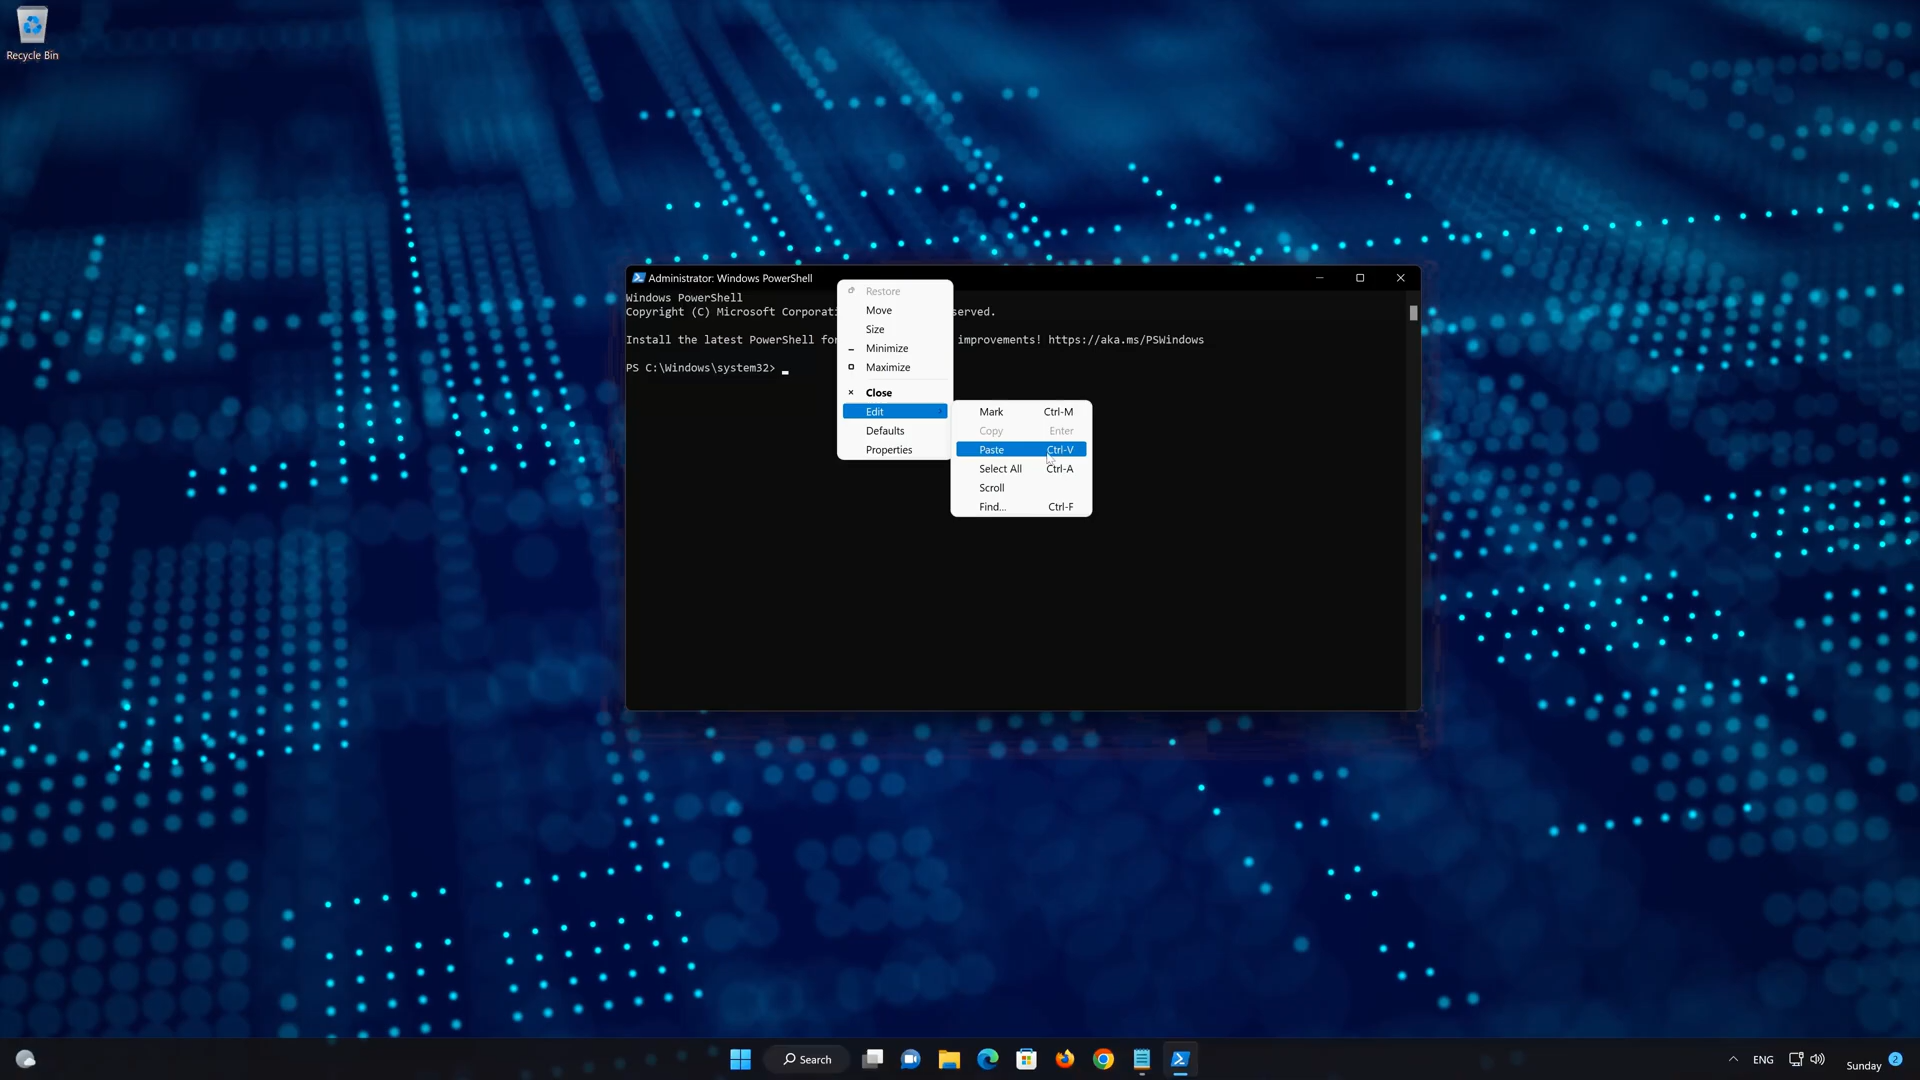 Recycle Bin
Administrator: Windows PowerShell
Windows PowerShell
Copyright (C) Microsoft Corporati served.
Install the latest PowerShell for improvements! https://aka.ms/PSWindows
PS C:\Windows\system32>
Restore
Move
Size
Minimize
Maximize
Close
Edit
Defaults
Properties
Mark Ctrl-M
Copy Enter
Paste Ctrl-V
Select All Ctrl-A
Scroll
Find... Ctrl-F
Search
ENG
Sunday
2